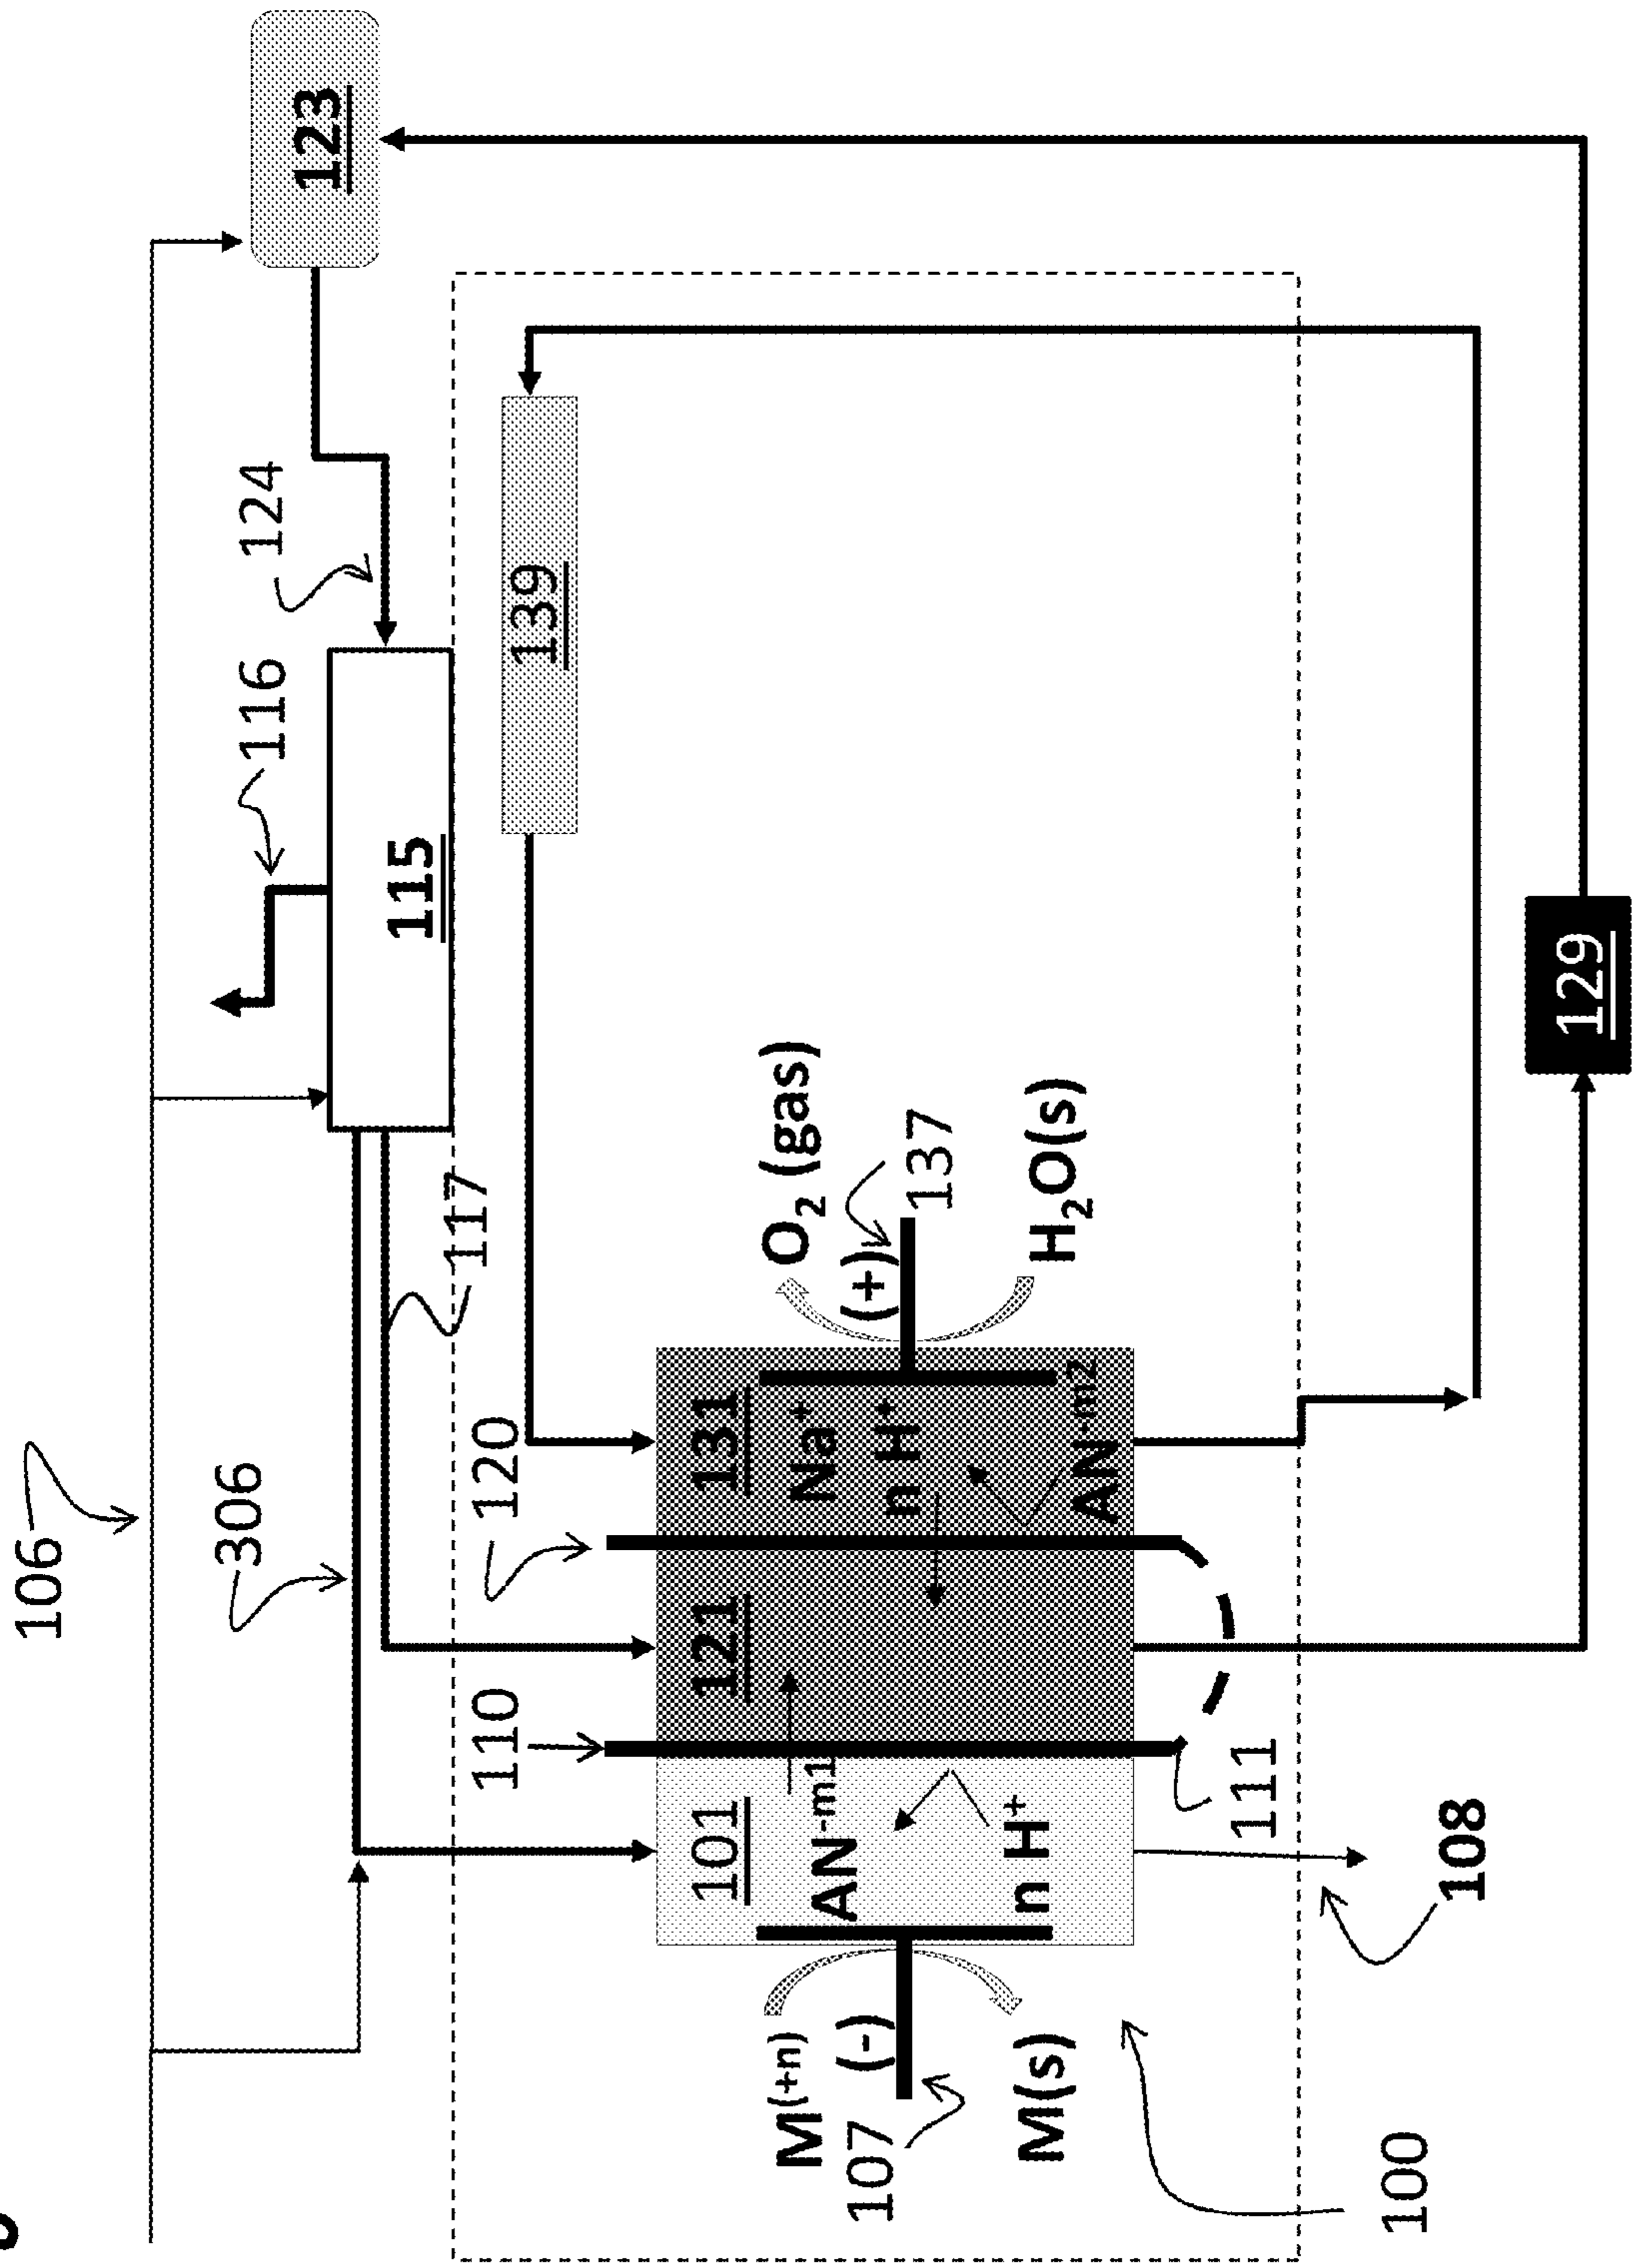 106
306
116
124
123
115
117
139
110
120
101
121
131
AN^-m1
n H⁺
Na⁺
n H⁺
AN^-m2
M⁽⁺ⁿ⁾
(-)
107
M(s)
O₂ (gas)
(+)
137
H₂O(s)
111
108
100
129